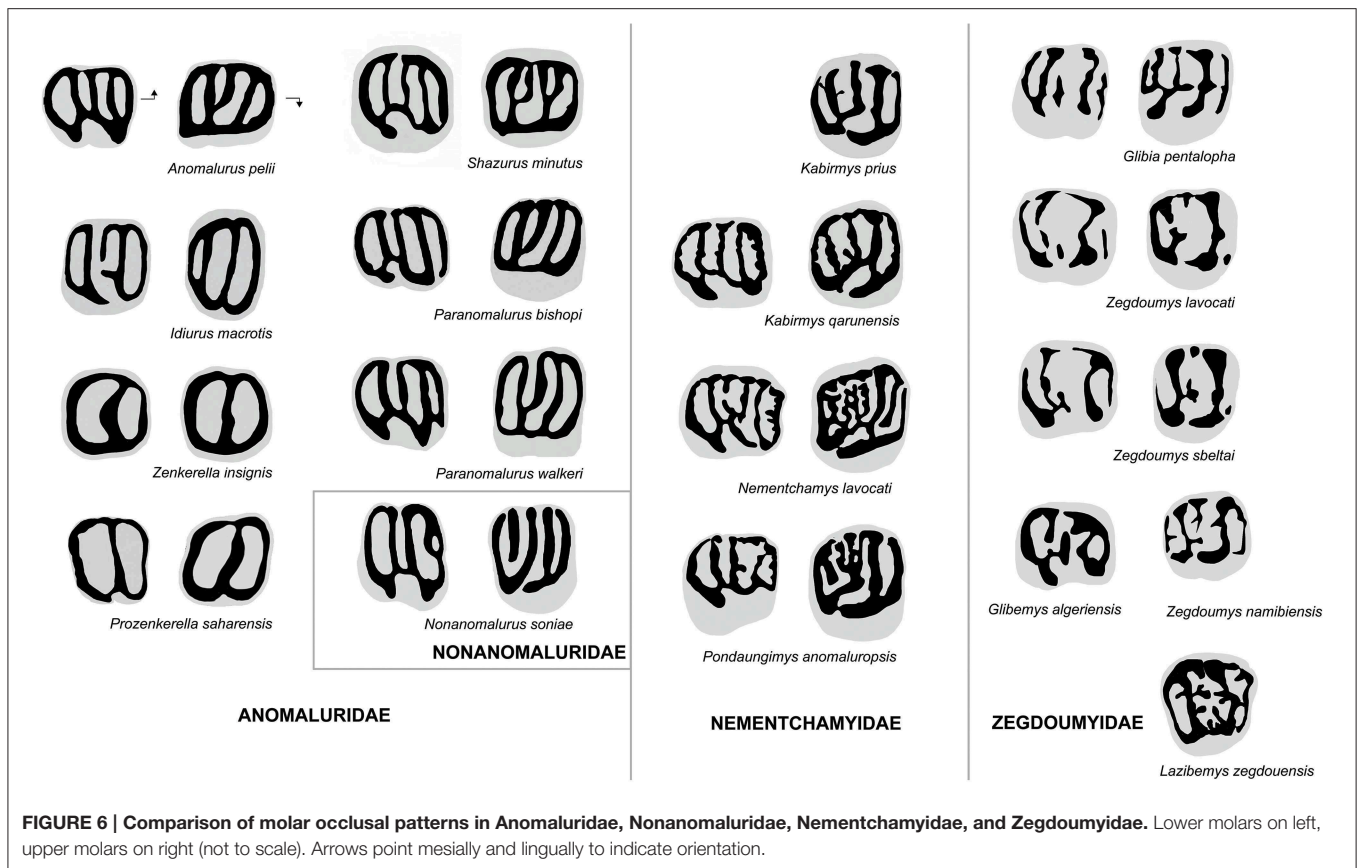 Anomalurus pelii
Shazurus minutus
Kabirmys prius
Glibia pentalopha
Idiurus macrotis
Paranomalurus bishopi
Kabirmys qarunensis
Zegdoumys lavocati
Zenkerella insignis
Paranomalurus walkeri
Nementchamys lavocati
Zegdoumys sbeltai
Prozenkerella saharensis
Nonanomalurus soniae
NONANOMALURIDAE
Pondaungimys anomaluropsis
Glibemys algeriensis
Zegdoumys namibiensis
ANOMALURIDAE
NEMENTCHAMYIDAE
ZEGDOUMYIDAE
Lazibemys zegdouensis
FIGURE 6 | Comparison of molar occlusal patterns in Anomaluridae, Nonanomaluridae, Nementchamyidae, and Zegdoumyidae. Lower molars on left,
upper molars on right (not to scale). Arrows point mesially and lingually to indicate orientation.